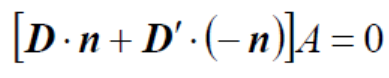 [D · n + D′ · (−n)]A = 0